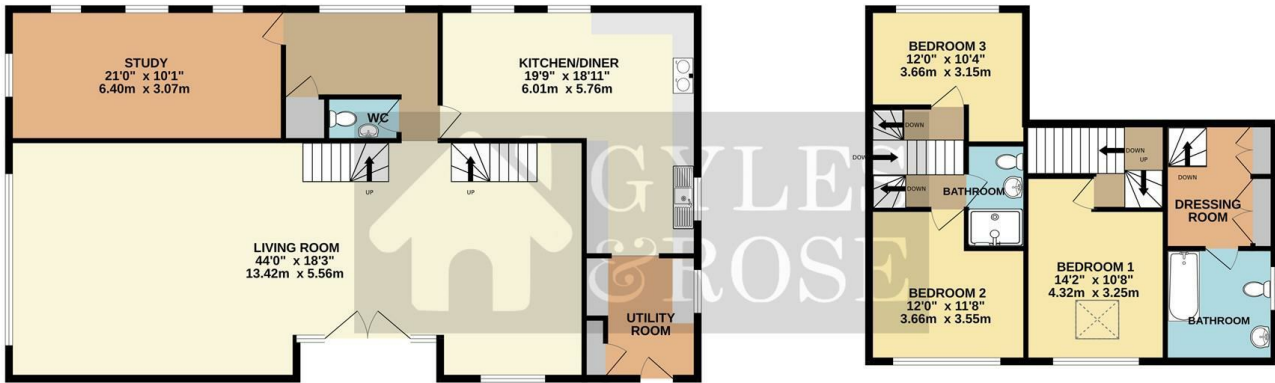 STUDY
21'0" x 10'1"
6.40m x 3.07m
WC
KITCHEN/DINER
19'9" x 18'11"
6.01m x 5.76m
UP
UP
LIVING ROOM
44'0" x 18'3"
13.42m x 5.56m
UTILITY
ROOM
GYLES
&ROSE
BEDROOM 3
12'0" x 10'4"
3.66m x 3.15m
DOWN
DOWN
DOWN
BATHROOM
BEDROOM 2
12'0" x 11'8"
3.66m x 3.55m
DOWN
UP
BEDROOM 1
14'2" x 10'8"
4.32m x 3.25m
DOWN
DRESSING
ROOM
BATHROOM